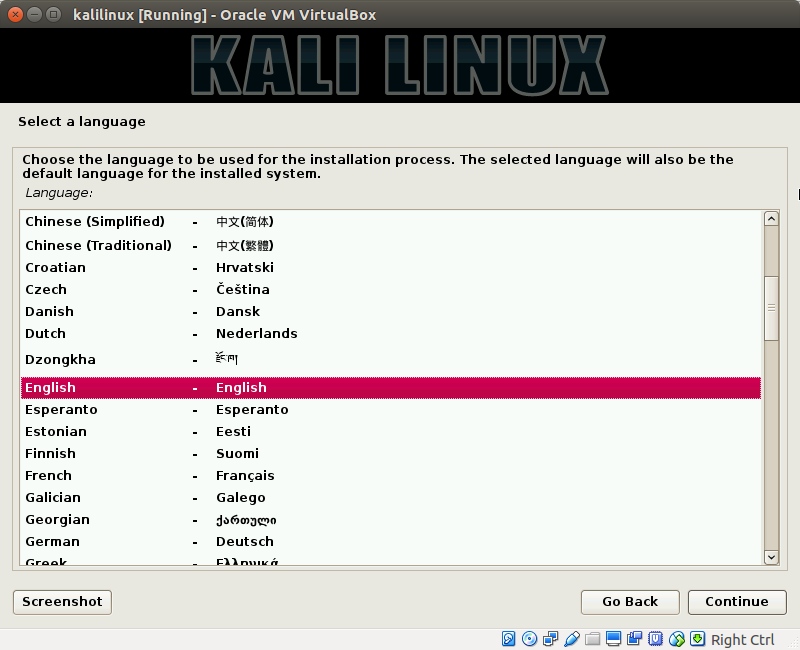 kalilinux [Running] - Oracle VM VirtualBox
KALI LINUX
Select a language
Choose the language to be used for the installation process. The selected language will also be the
default language for the installed system.
Language:
Chinese (Simplified) - 中文(简体)
Chinese (Traditional) - 中文(繁體)
Croatian - Hrvatski
Czech - Čeština
Danish - Dansk
Dutch - Nederlands
Dzongkha - རྫོང་ཁ།
English - English
Esperanto - Esperanto
Estonian - Eesti
Finnish - Suomi
French - Français
Galician - Galego
Georgian - ქართული
German - Deutsch
Greek - Ελληνικά
Screenshot Go Back Continue
Right Ctrl